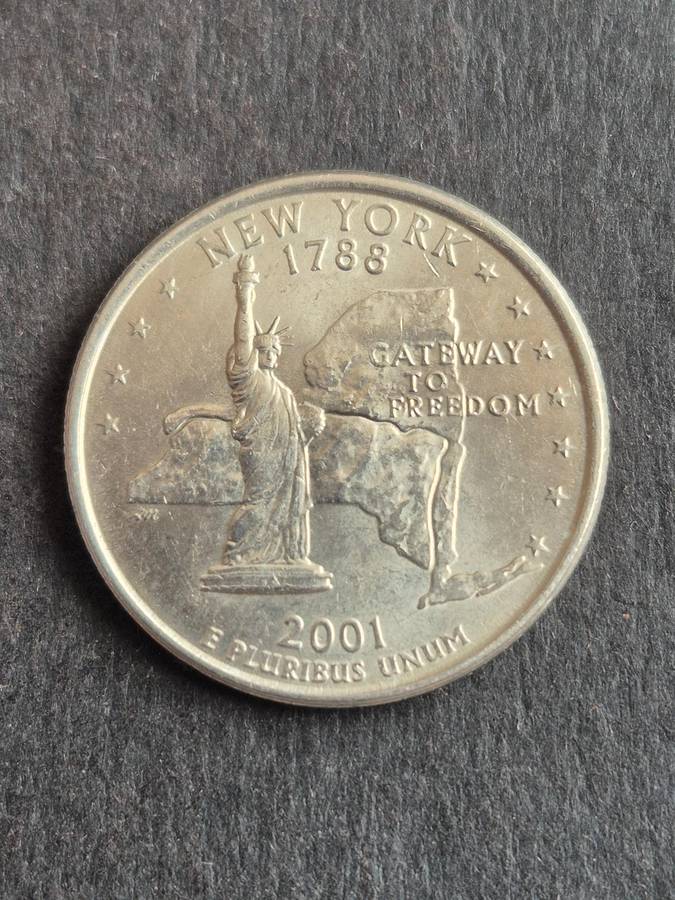 NEW YORK
1788
GATEWAY
TO
FREEDOM
2001
E PLURIBUS UNUM